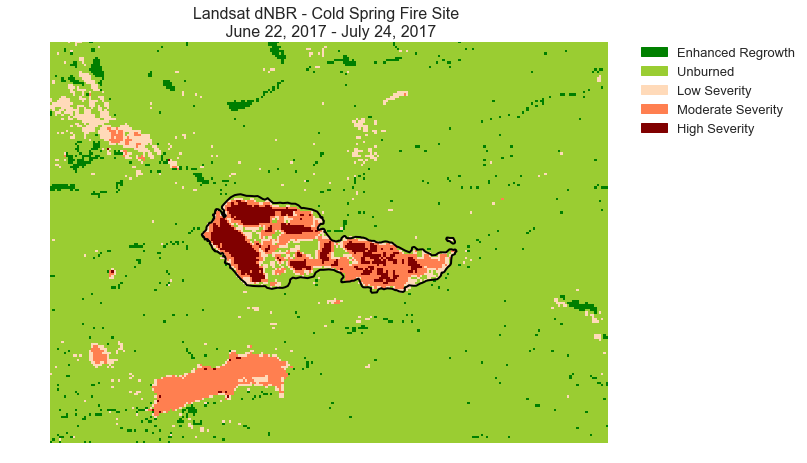 Landsat dNBR - Cold Spring Fire Site
June 22, 2017 - July 24, 2017
Enhanced Regrowth
Unburned
Low Severity
Moderate Severity
High Severity